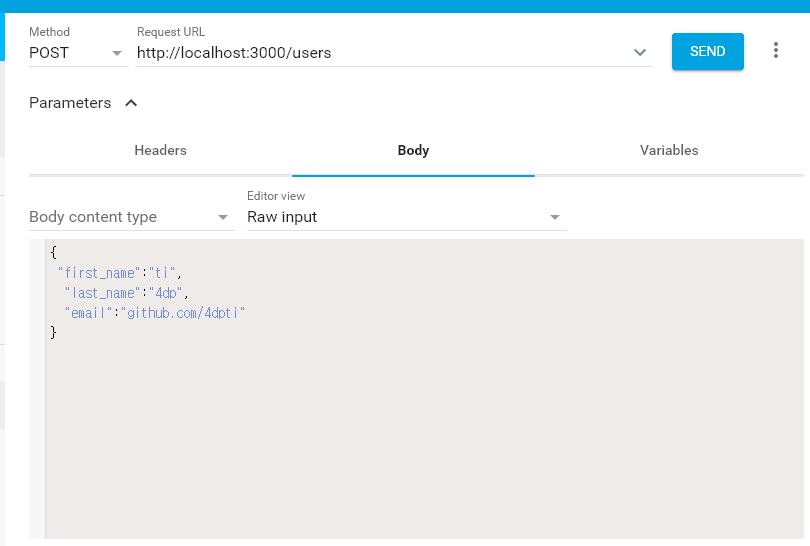 Method
Request URL
POST
http://localhost:3000/users
SEND
Parameters
Headers
Body
Variables
Editor view
Body content type
Raw input
{
"first_name":"ti",
"last_name":"4dp",
"email":"github.com/4dpti"
}